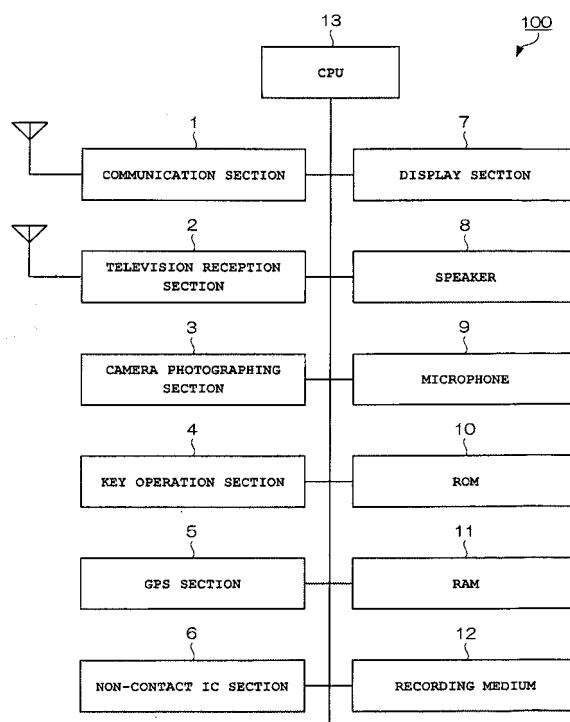 100
13
CPU
1
COMMUNICATION SECTION
7
DISPLAY SECTION
2
TELEVISION RECEPTION
SECTION
8
SPEAKER
3
CAMERA PHOTOGRAPHING
SECTION
9
MICROPHONE
4
KEY OPERATION SECTION
10
ROM
5
GPS SECTION
11
RAM
6
NON-CONTACT IC SECTION
12
RECORDING MEDIUM